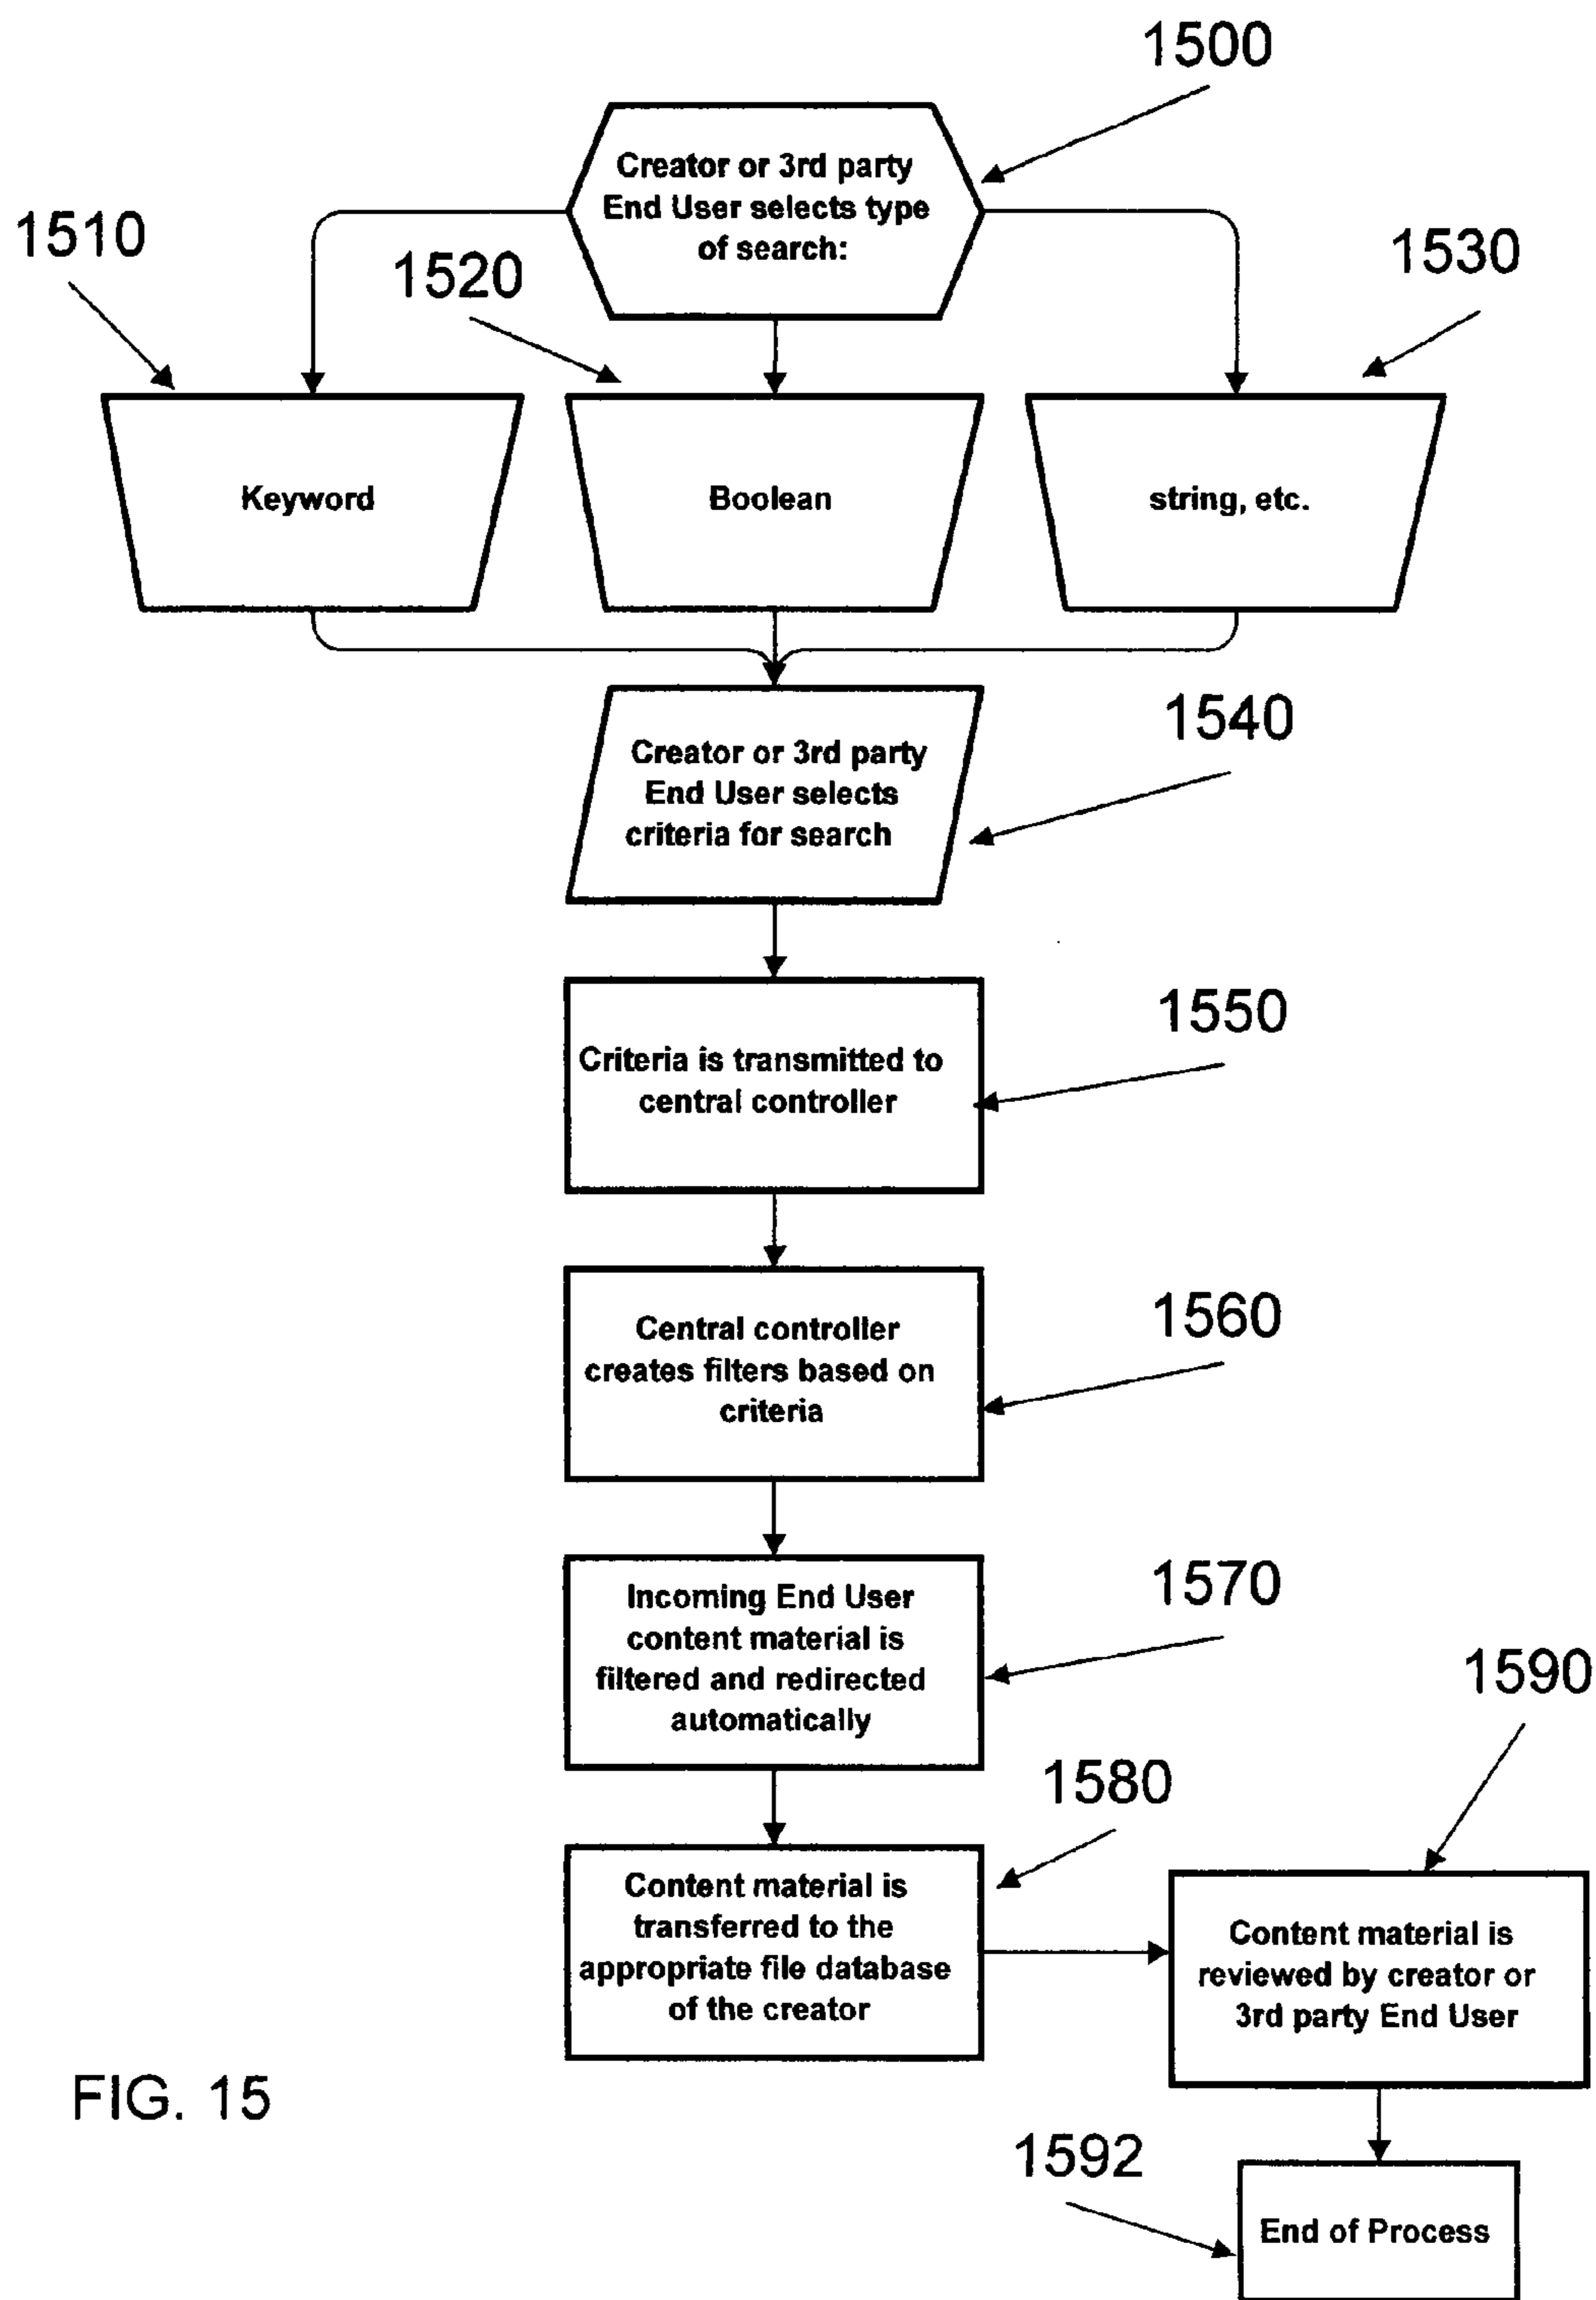 1500
Creator or 3rd party
End User selects type
of search:
1510
1520
1530
Keyword
Boolean
string, etc.
1540
Creator or 3rd party
End User selects
criteria for search
1550
Criteria is transmitted to
central controller
1560
Central controller
creates filters based on
criteria
1570
Incoming End User
content material is
filtered and redirected
automatically
1580
1590
Content material is
transferred to the
appropriate file database
of the creator
Content material is
reviewed by creator or
3rd party End User
FIG. 15
1592
End of Process